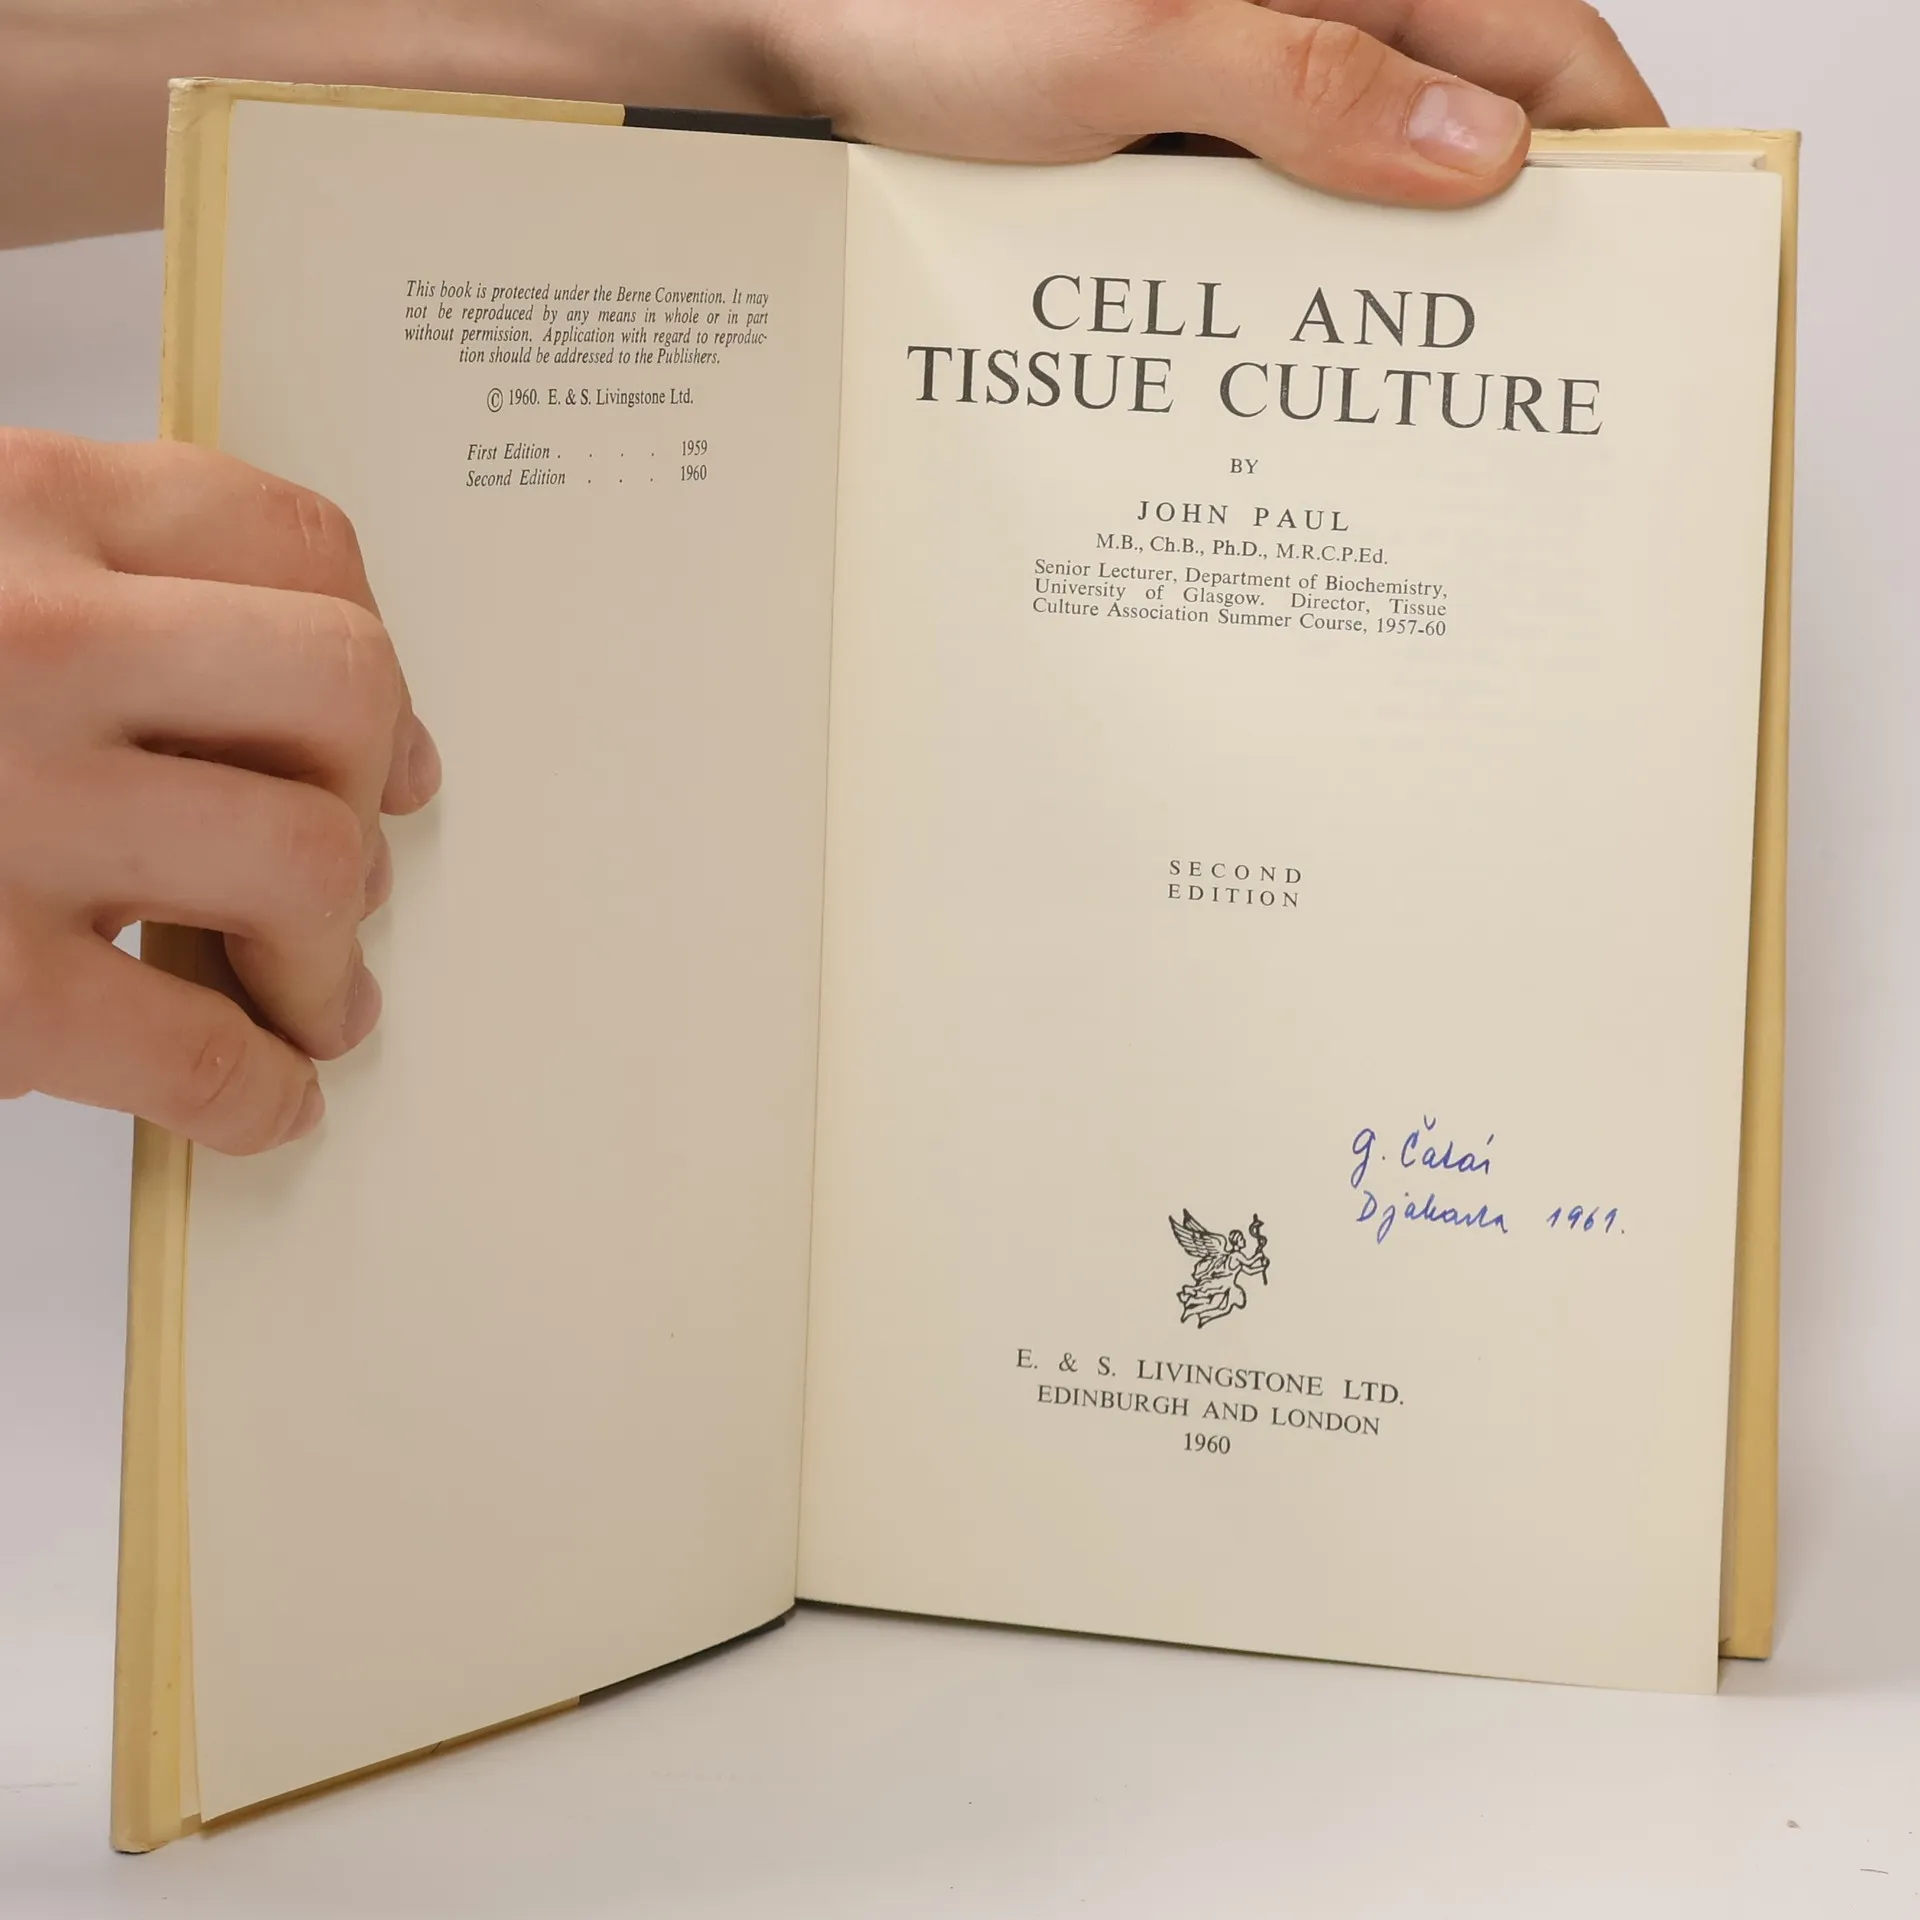 This book is protected under the Berne Convention. It may
not be reproduced by any means in whole or in part
without permission. Application with regard to reproduc-
tion should be addressed to the Publishers.
© 1960. E. & S. Livingstone Ltd.
First Edition . . . . 1959
Second Edition . . . 1960
CELL AND
TISSUE CULTURE
BY
JOHN PAUL
M.B., Ch.B., Ph.D., M.R.C.P.Ed.
Senior Lecturer, Department of Biochemistry,
University of Glasgow. Director, Tissue
Culture Association Summer Course, 1957-60
SECOND
EDITION
G.
Djakarta 1961.
E. & S. LIVINGSTONE LTD.
EDINBURGH AND LONDON
1960